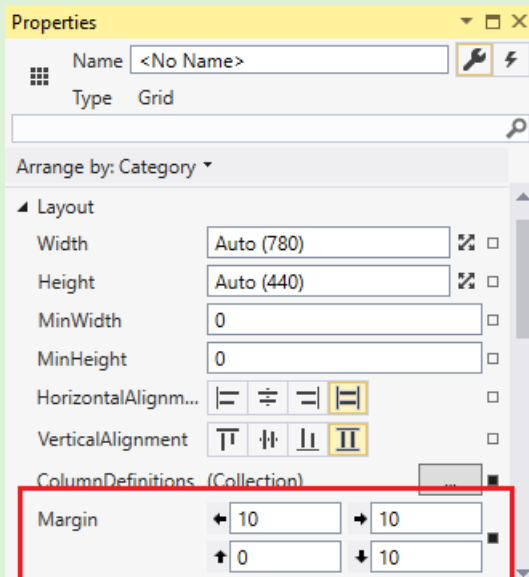 Properties
Name <No Name>
Type Grid
Arrange by: Category
Layout
Width Auto (780)
Height Auto (440)
MinWidth 0
MinHeight 0
HorizontalAlignm...
VerticalAlignment
ColumnDefinitions (Collection) ...
Margin 10 10
0 10